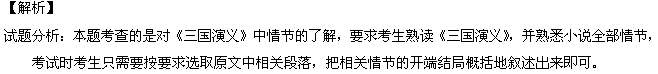 【解析】
试题分析：本题考查的是对《三国演义》中情节的了解，要求考生熟读《三国演义》，并熟悉小说全部情节，
考试时考生只需要按要求选取原文中相关段落，把相关情节的开端结局概括地叙述出来即可。